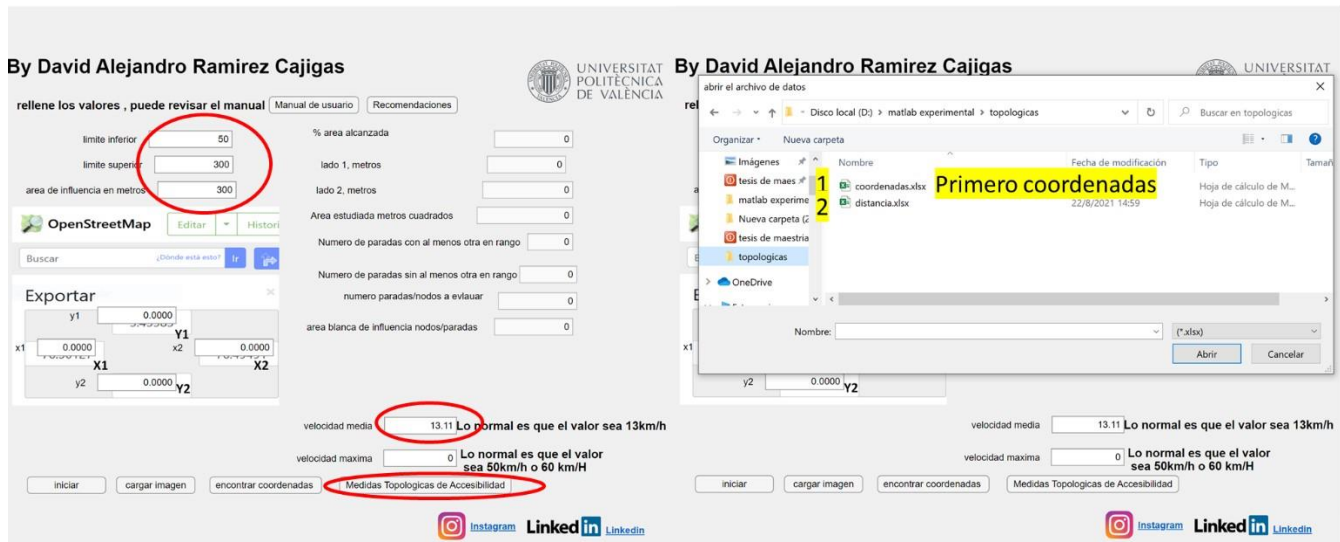 By David Alejandro Ramirez Cajigas
UNIVERSITAT
POLITÈCNICA
DE VALÈNCIA
rellene los valores , puede revisar el manual
Manual de usuario
Recomendaciones
limite inferior 50
limite superior 300
area de influencia en metros 300
% area alcanzada 0
lado 1, metros 0
lado 2, metros 0
Area estudiada metros cuadrados 0
Numero de paradas con al menos otra en rango 0
Numero de paradas sin al menos otra en rango 0
numero paradas/nodos a evlauar 0
area blanca de influencia nodos/paradas 0
OpenStreetMap
Editar
Histori
Buscar
¿Dónde está esto?
Ir
Exportar
y1 0.0000
Y1
x1 0.0000
X1
x2 0.0000
X2
y2 0.0000
Y2
velocidad media 13.11 Lo normal es que el valor sea 13km/h
velocidad maxima 0 Lo normal es que el valor
sea 50km/h o 60 km/H
iniciar
cargar imagen
encontrar coordenadas
Medidas Topologicas de Accesibilidad
Instagram
Linked in
Linkedin
By David Alejandro Ramirez Cajigas
UNIVERSITAT
rel
abrir el archivo de datos
Disco local (D:) > matlab experimental > topologicas
Buscar en topologicas
Organizar
Nueva carpeta
Imágenes
tesis de maes
matlab experime
Nueva carpeta (2
tesis de maestria
topologicas
OneDrive
Nombre
Fecha de modificación
Tipo
Tamañ
1 coordenadas.xlsx Primero coordenadas Hoja de cálculo de M...
2 distancia.xlsx 22/8/2021 14:59 Hoja de cálculo de M...
Nombre:
(*.xlsx)
Abrir
Cancelar
x1
y2 0.0000
Y2
velocidad media 13.11 Lo normal es que el valor sea 13km/h
velocidad maxima 0 Lo normal es que el valor
sea 50km/h o 60 km/H
iniciar
cargar imagen
encontrar coordenadas
Medidas Topologicas de Accesibilidad
Instagram
Linked in
Linkedin